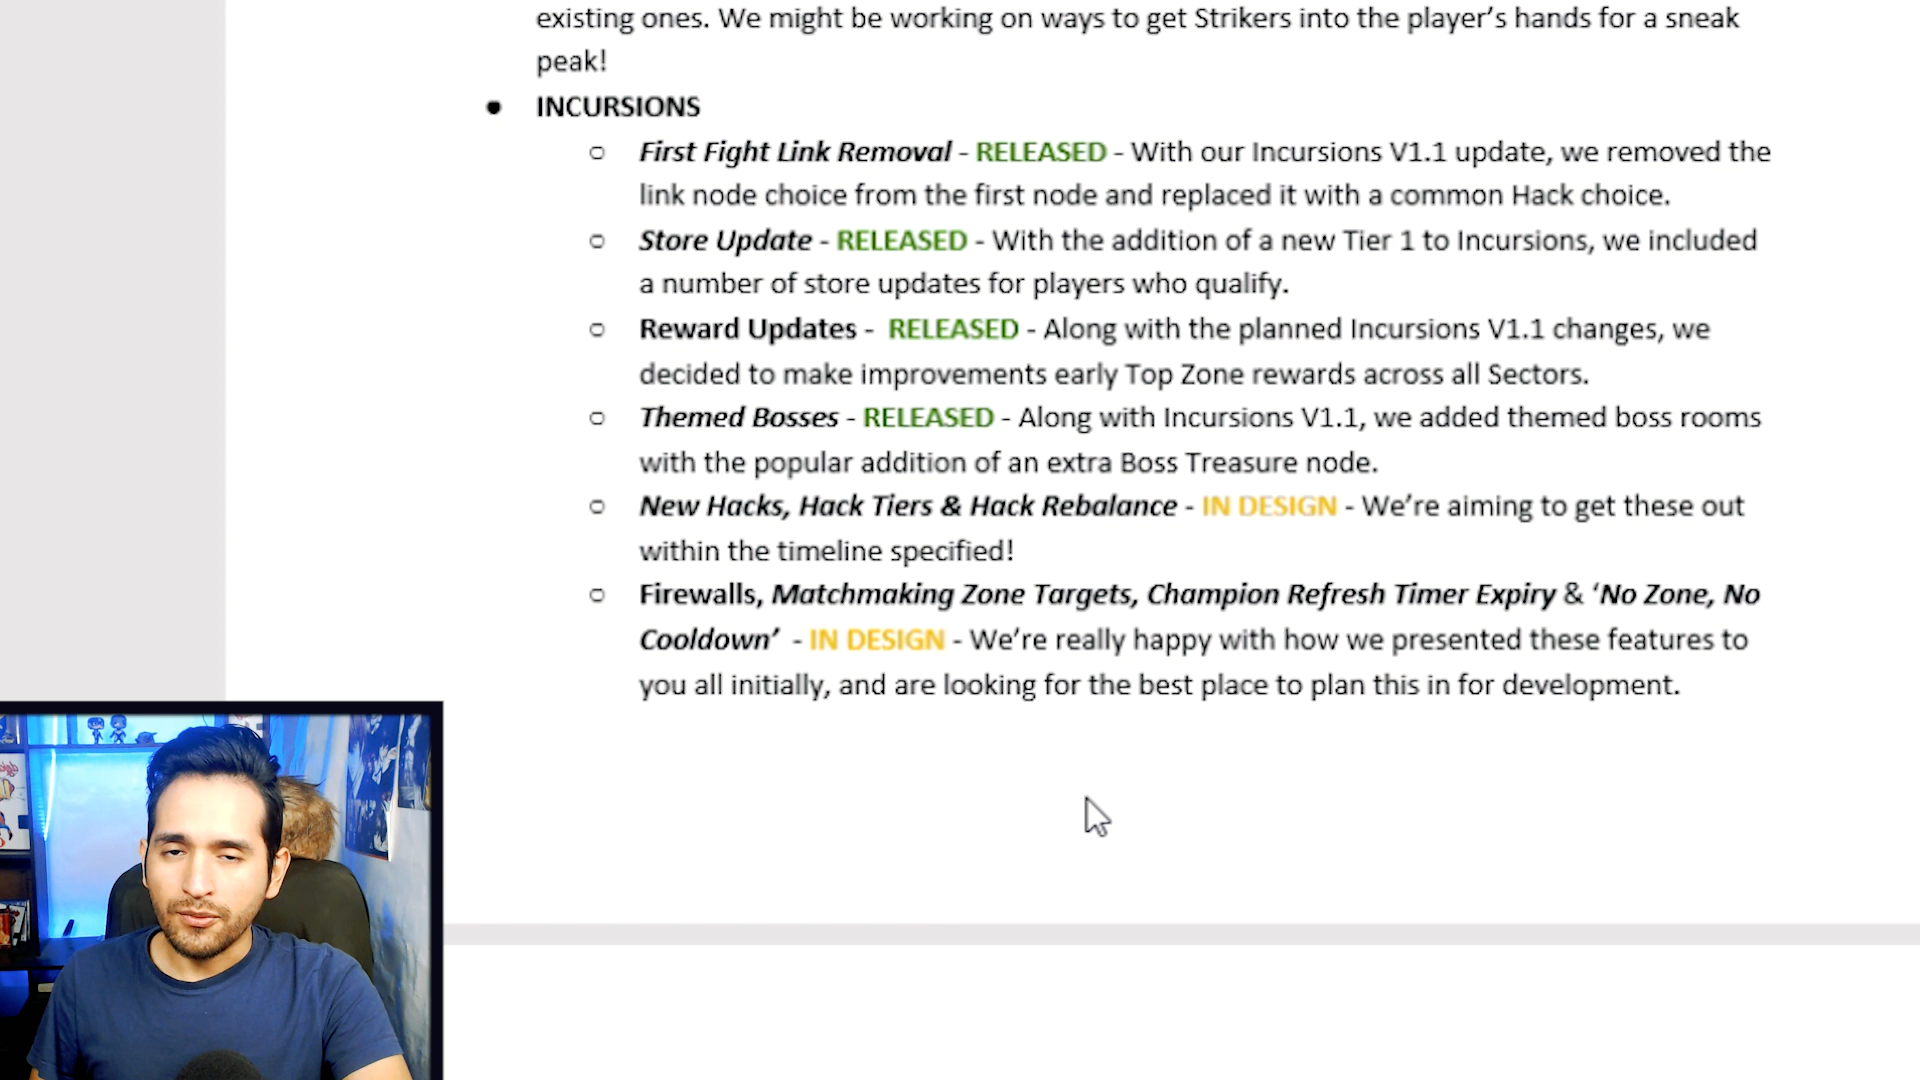 existing ones. We might be working on ways to get Strikers into the player's hands for a sneak
peak!
● INCURSIONS
○ First Fight Link Removal - RELEASED - With our Incursions V1.1 update, we removed the
link node choice from the first node and replaced it with a common Hack choice.
○ Store Update - RELEASED - With the addition of a new Tier 1 to Incursions, we included
a number of store updates for players who qualify.
○ Reward Updates - RELEASED - Along with the planned Incursions V1.1 changes, we
decided to make improvements early Top Zone rewards across all Sectors.
○ Themed Bosses - RELEASED - Along with Incursions V1.1, we added themed boss rooms
with the popular addition of an extra Boss Treasure node.
○ New Hacks, Hack Tiers & Hack Rebalance - IN DESIGN - We're aiming to get these out
within the timeline specified!
○ Firewalls, Matchmaking Zone Targets, Champion Refresh Timer Expiry & 'No Zone, No
Cooldown' - IN DESIGN - We're really happy with how we presented these features to
you all initially, and are looking for the best place to plan this in for development.